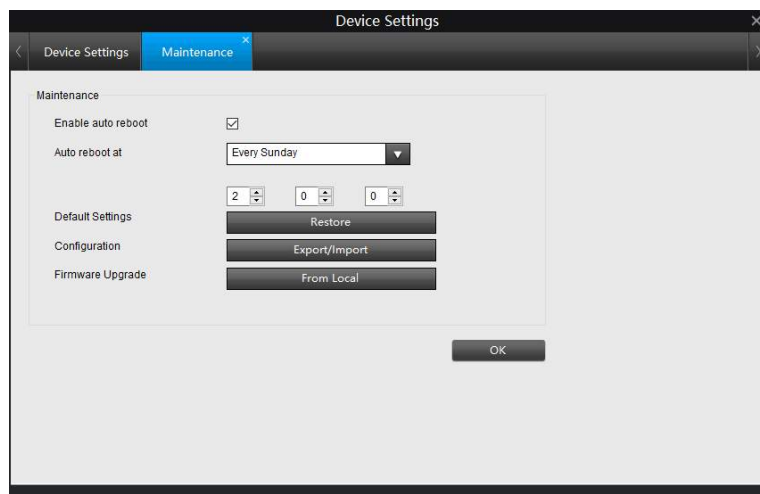 Device Settings
Device Settings
Maintenance
Maintenance
Enable auto reboot
Auto reboot at
Every Sunday
2 0 0
Default Settings
Restore
Configuration
Export/Import
Firmware Upgrade
From Local
OK